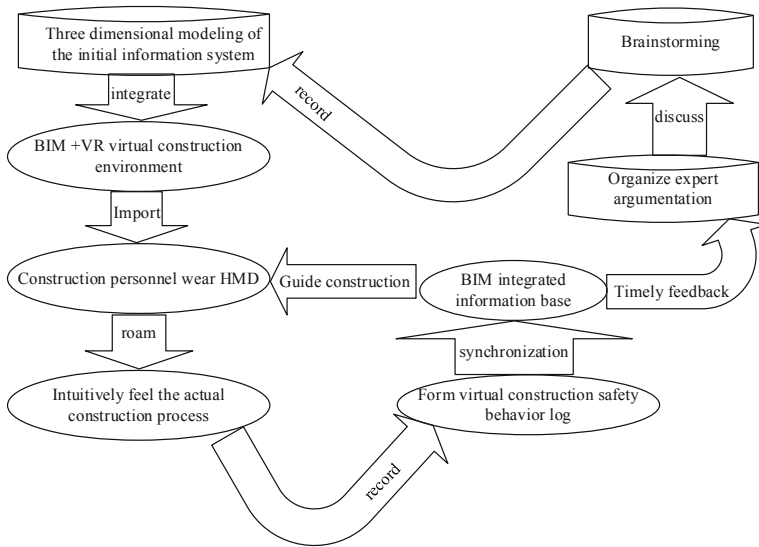 Three dimensional modeling of
the initial information system
Brainstorming
integrate
record
discuss
BIM +VR virtual construction
environment
Organize expert
argumentation
Import
Construction personnel wear HMD
Guide construction
BIM integrated
information base
Timely feedback
roam
synchronization
Intuitively feel the actual
construction process
Form virtual construction safety
behavior log
record